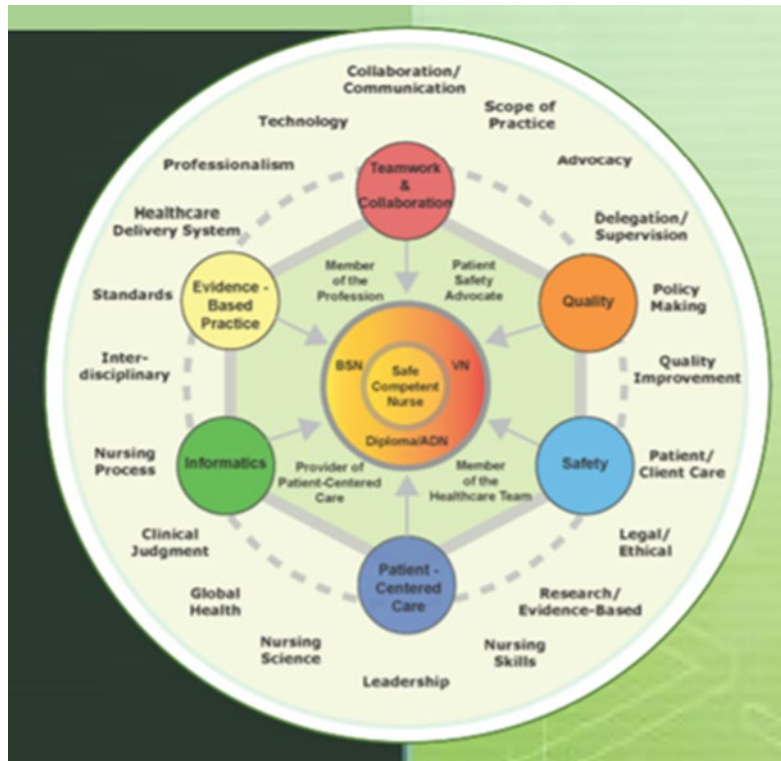 Collaboration/
Communication
Scope of
Practice
Advocacy
Delegation/
Supervision
Policy
Making
Quality
Improvement
Patient/
Client Care
Legal/
Ethical
Research/
Evidence-Based
Nursing
Skills
Leadership
Nursing
Science
Global
Health
Clinical
Judgment
Nursing
Process
Inter-
disciplinary
Standards
Healthcare
Delivery System
Professionalism
Technology
Teamwork
&
Collaboration
Quality
Safety
Patient -
Centered
Care
Informatics
Evidence -
Based
Practice
Member
of the
Profession
Patient
Safety
Advocate
Member
of the
Healthcare Team
Provider of
Patient-Centered
Care
BSN
VN
Diploma/ADN
Safe
Competent
Nurse